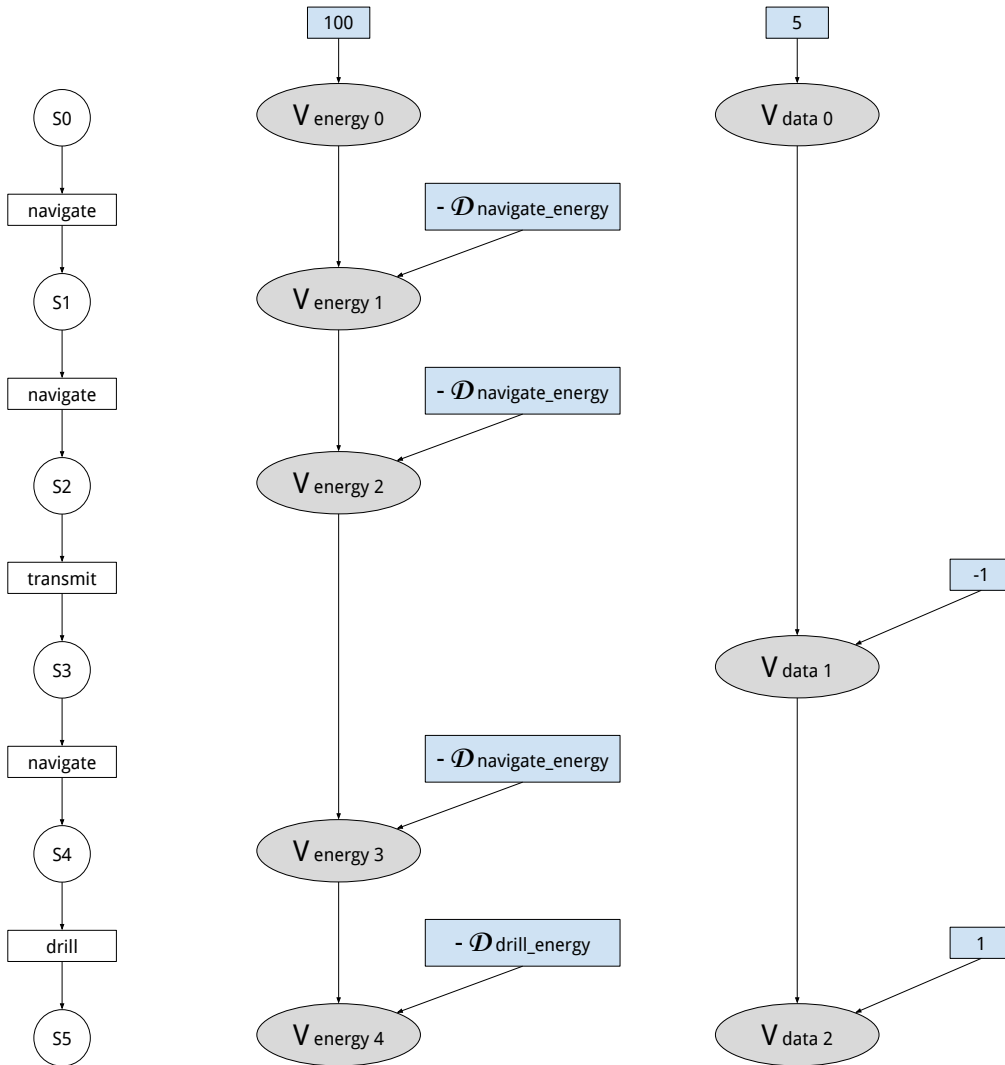 100
5
S0
V energy 0
V data 0
navigate
- 𝒟 navigate_energy
S1
V energy 1
navigate
- 𝒟 navigate_energy
S2
V energy 2
transmit
-1
S3
V data 1
navigate
- 𝒟 navigate_energy
S4
V energy 3
drill
- 𝒟 drill_energy
1
S5
V energy 4
V data 2